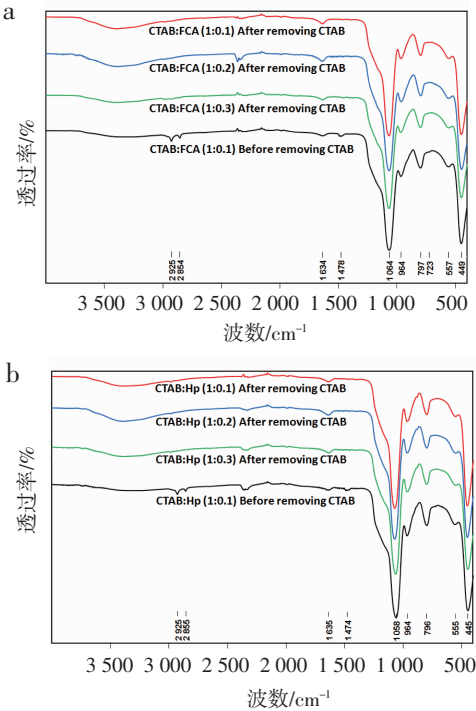 a
CTAB:FCA (1:0.1) After removing CTAB
CTAB:FCA (1:0.2) After removing CTAB
CTAB:FCA (1:0.3) After removing CTAB
CTAB:FCA (1:0.1) Before removing CTAB
透过率/%
2 925
2 854
1 634
1 478
1 064
964
797
723
557
449
3 500 3 000 2 500 2 000 1 500 1 000 500
波数/cm⁻¹
b
CTAB:Hp (1:0.1) After removing CTAB
CTAB:Hp (1:0.2) After removing CTAB
CTAB:Hp (1:0.3) After removing CTAB
CTAB:Hp (1:0.1) Before removing CTAB
透过率/%
2 925
2 856
1 635
1 474
1 058
964
796
555
445
3 500 3 000 2 500 2 000 1 500 1 000 500
波数/cm⁻¹